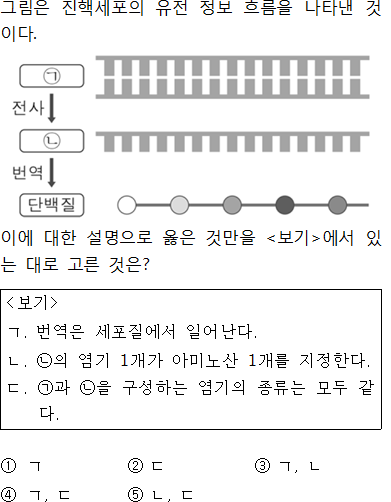 그림은 진핵세포의 유전 정보 흐름을 나타낸 것
이다.
㉠
전사
㉡
번역
단백질
이에 대한 설명으로 옳은 것만을 <보기>에서 있
는 대로 고른 것은?
<보기>
ㄱ. 번역은 세포질에서 일어난다.
ㄴ. ㉡의 염기 1개가 아미노산 1개를 지정한다.
ㄷ. ㉠과 ㉡을 구성하는 염기의 종류는 모두 같
다.
① ㄱ ② ㄷ ③ ㄱ, ㄴ
④ ㄱ, ㄷ ⑤ ㄴ, ㄷ